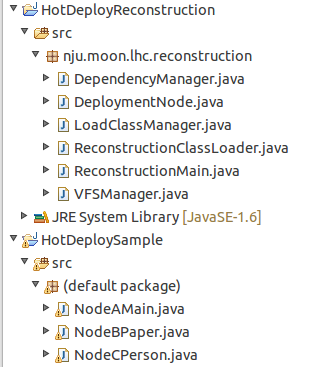 HotDeployReconstruction
src
nju.moon.lhc.reconstruction
DependencyManager.java
DeploymentNode.java
LoadClassManager.java
ReconstructionClassLoader.java
ReconstructionMain.java
VFSManager.java
JRE System Library [JavaSE-1.6]
HotDeploySample
src
(default package)
NodeAMain.java
NodeBPaper.java
NodeCPerson.java